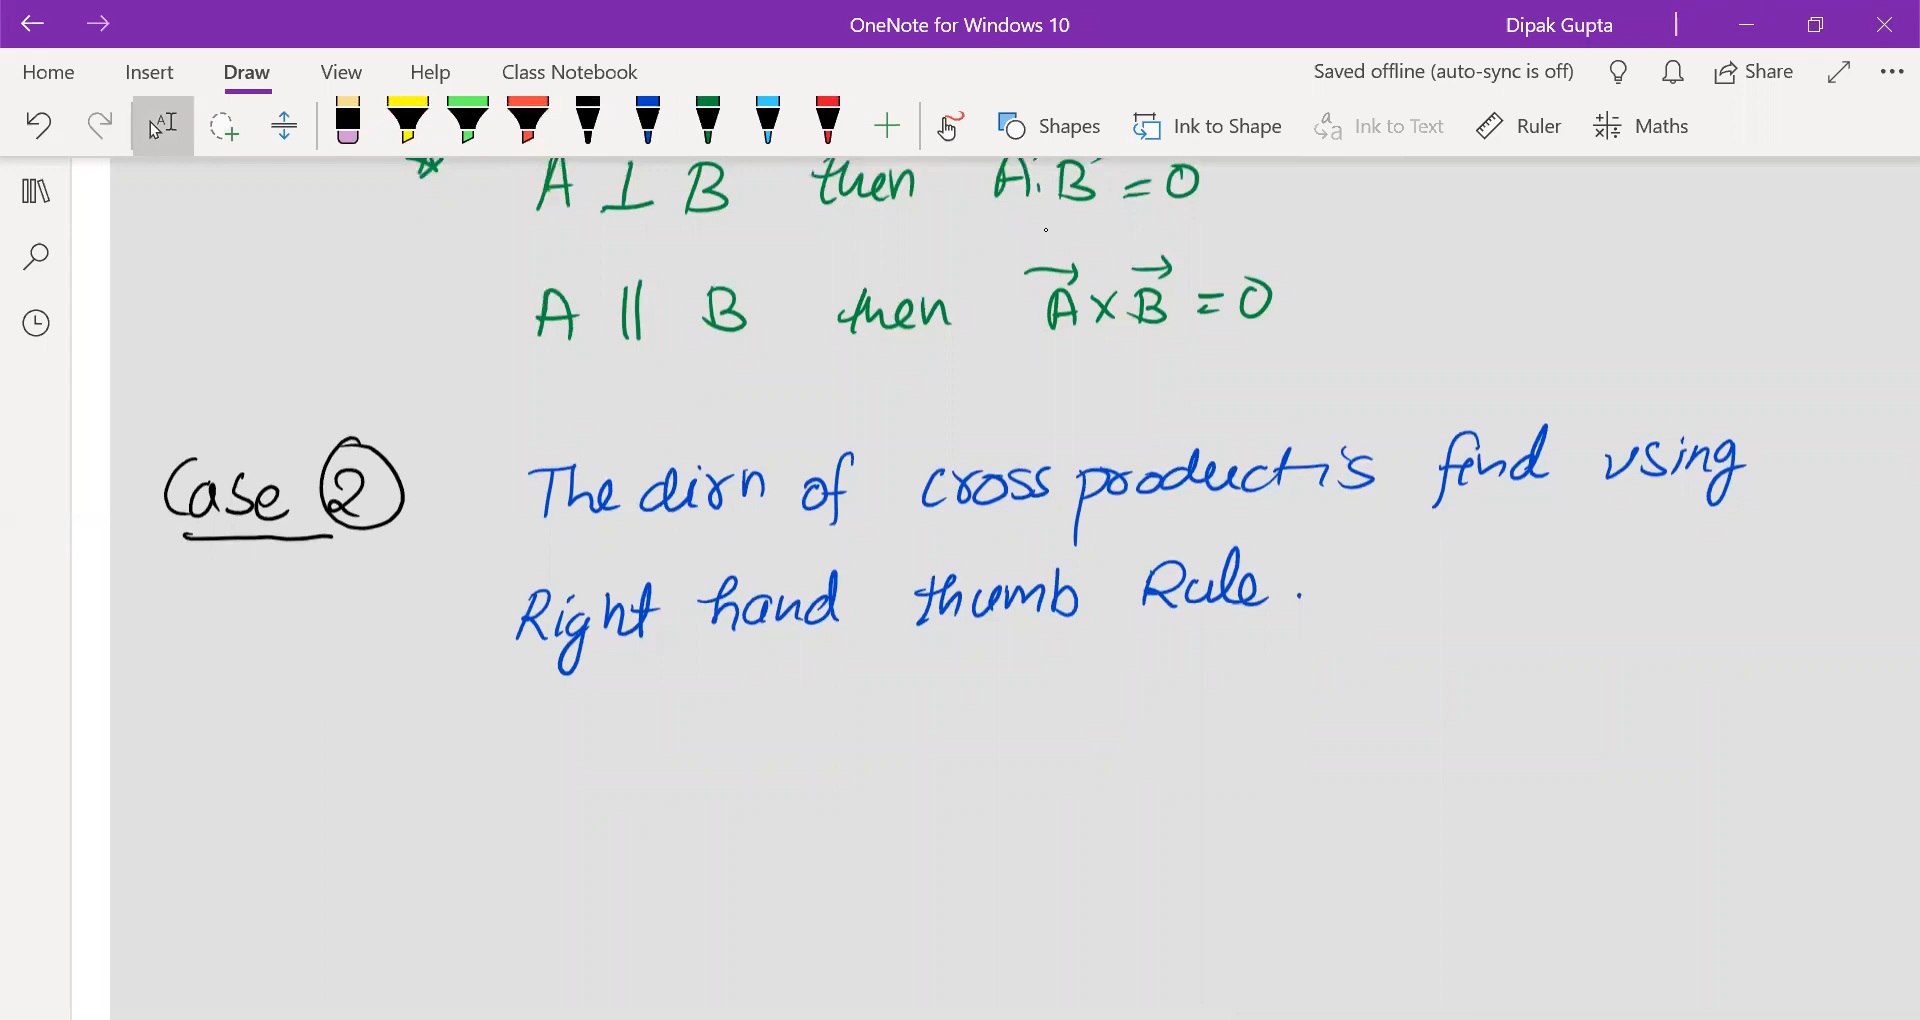 OneNote for Windows 10
Dipak Gupta
Home Insert Draw View Help Class Notebook
Saved offline (auto-sync is off) Share
Shapes Ink to Shape Ink to Text Ruler Maths
A ⊥ B then A.B = 0
A || B then A⃗ × B⃗ = 0
Case 2 The dirn of cross product is find using
Right hand thumb Rule.